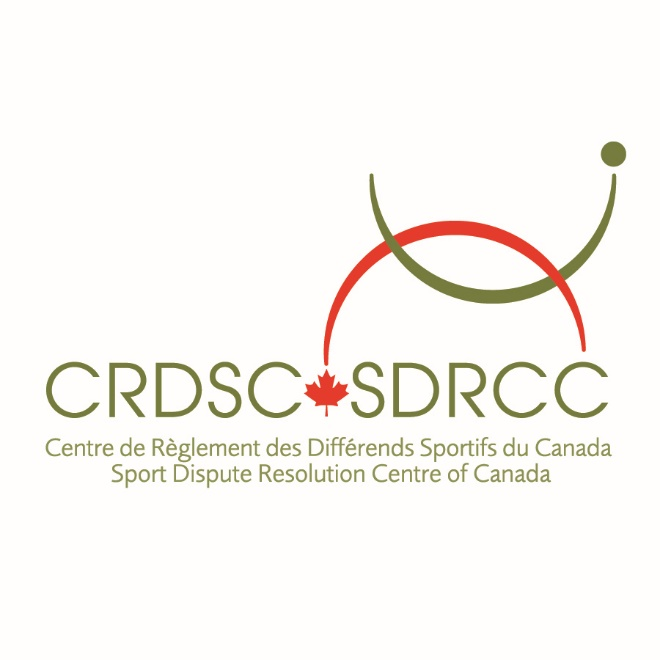 CRDSC SDRCC
Centre de Règlement des Différends Sportifs du Canada
Sport Dispute Resolution Centre of Canada